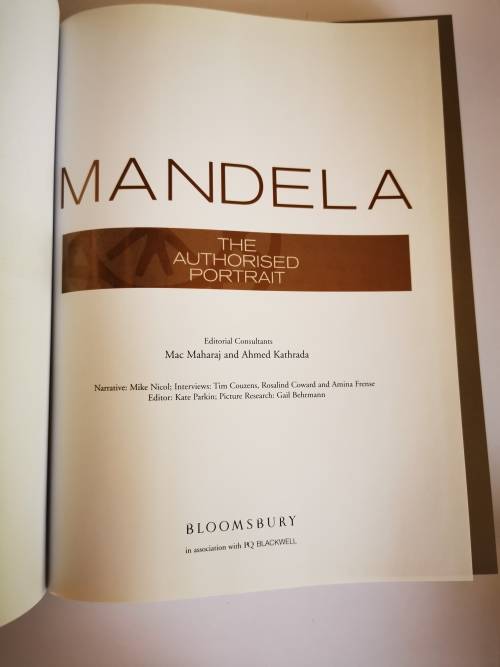 MANDELA
THE
AUTHORISED
PORTRAIT
Editorial Consultants
Mac Maharaj and Ahmed Kathrada
Narrative: Mike Nicol; Interviews: Tim Couzens, Rosalind Coward and Amina Frense
Editor: Kate Parkin; Picture Research: Gail Behrmann
BLOOMSBURY
in association with PQ BLACKWELL